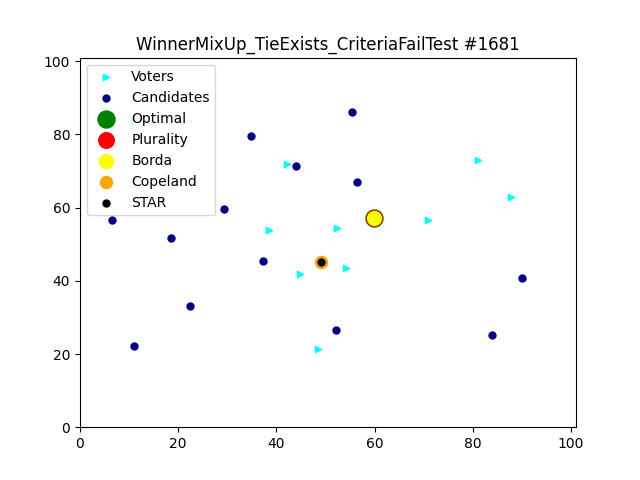 WinnerMixUp_TieExists_CriteriaFailTest #1681
100
80
60
40
20
0
Voters
Candidates
Optimal
Plurality
Borda
Copeland
STAR
0 20 40 60 80 100